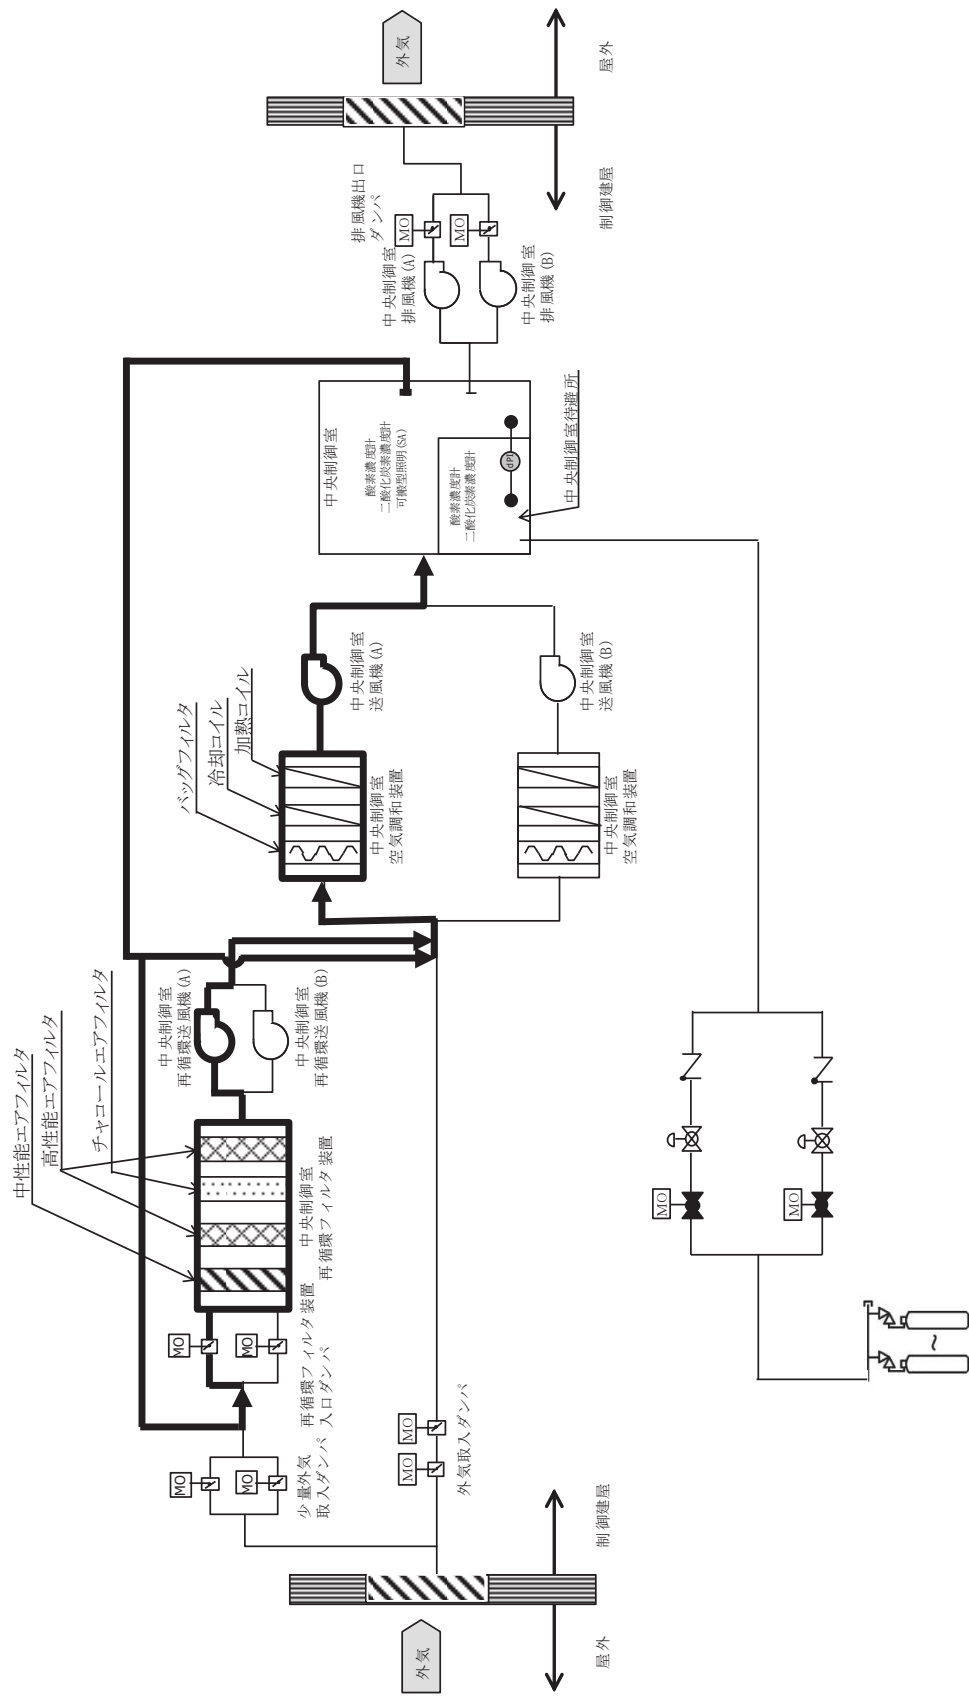 中性能エアフィルタ
高性能エアフィルタ
チャコールエアフィルタ
バッグフィルタ
冷却コイル
加熱コイル
外気
屋外
制御建屋
MO
MO
少量外気
取入ダンパ
MO
MO
外気取入ダンパ
MO
MO
再循環フィルタ装置
入口ダンパ
中央制御室
再循環フィルタ装置
中央制御室
再循環送風機(A)
中央制御室
再循環送風機(B)
中央制御室
空気調和装置
中央制御室
空気調和装置
中央制御室
送風機(A)
中央制御室
送風機(B)
中央制御室
酸素濃度計
二酸化炭素濃度計
可搬型照明(SA)
酸素濃度計
二酸化炭素濃度計
dPI
中央制御室待避所
中央制御室
排風機(A)
中央制御室
排風機(B)
排風機出口
ダンパ
MO
MO
外気
制御建屋
屋外
MO
MO
～